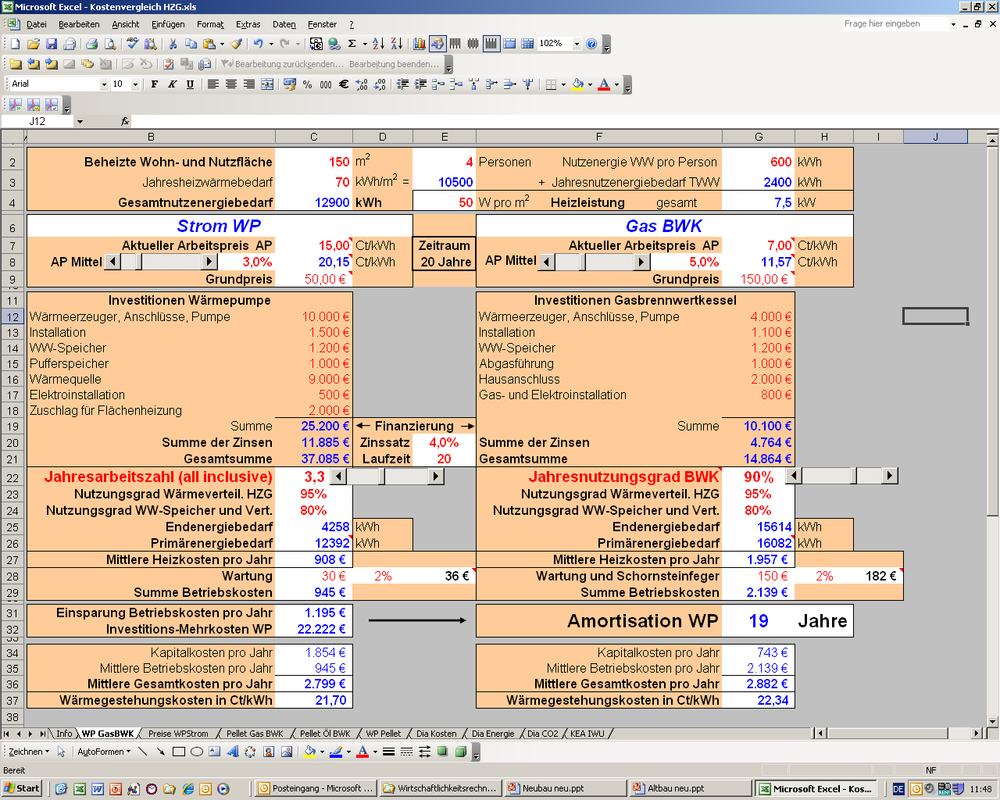 Microsoft Excel - Kostenvergleich HZG.xls
Datei Bearbeiten Ansicht Einfügen Format Extras Daten Fenster ? Frage hier eingeben
102%
Bearbeitung zurücksenden... Bearbeitung beenden...
Arial 10 F K U % 000 €
J12 fx
B C D E F G H I J
2 Beheizte Wohn- und Nutzfläche 150 m² 4 Personen Nutzenergie WW pro Person 600 kWh
3 Jahresheizwärmebedarf 70 kWh/m² = 10500 + Jahresnutzenergiebedarf TWW 2400 kWh
4 Gesamtnutzenergiebedarf 12900 kWh 50 W pro m² Heizleistung gesamt 7,5 kW
6 Strom WP Gas BWK
7 Aktueller Arbeitspreis AP 15,00 Ct/kWh Zeitraum Aktueller Arbeitspreis AP 7,00 Ct/kWh
8 AP Mittel 3,0% 20,15 Ct/kWh 20 Jahre AP Mittel 5,0% 11,57 Ct/kWh
9 Grundpreis 50,00 € Grundpreis 150,00 €
11 Investitionen Wärmepumpe Investitionen Gasbrennwertkessel
12 Wärmeerzeuger, Anschlüsse, Pumpe 10.000 € Wärmeerzeuger, Anschlüsse, Pumpe 4.000 €
13 Installation 1.500 € Installation 1.100 €
14 WW-Speicher 1.200 € WW-Speicher 1.200 €
15 Pufferspeicher 1.000 € Abgasführung 1.000 €
16 Wärmequelle 9.000 € Hausanschluss 2.000 €
17 Elektroinstallation 500 € Gas- und Elektroinstallation 800 €
18 Zuschlag für Flächenheizung 2.000 €
19 Summe 25.200 € Finanzierung Summe 10.100 €
20 Summe der Zinsen 11.885 € Zinssatz 4,0% Summe der Zinsen 4.764 €
21 Gesamtsumme 37.085 € Laufzeit 20 Gesamtsumme 14.864 €
22 Jahresarbeitszahl (all inclusive) 3,3 Jahresnutzungsgrad BWK 90%
23 Nutzungsgrad Wärmeverteil. HZG 95% Nutzungsgrad Wärmeverteil. HZG 95%
24 Nutzungsgrad WW-Speicher und Vert. 80% Nutzungsgrad WW-Speicher und Vert. 80%
25 Endenergiebedarf 4258 kWh Endenergiebedarf 15614 kWh
26 Primärenergiebedarf 12392 kWh Primärenergiebedarf 16082 kWh
27 Mittlere Heizkosten pro Jahr 908 € Mittlere Heizkosten pro Jahr 1.957 €
28 Wartung 30 € 2% 36 € Wartung und Schornsteinfeger 150 € 2% 182 €
29 Summe Betriebskosten 945 € Summe Betriebskosten 2.139 €
31 Einsparung Betriebskosten pro Jahr 1.195 €
Amortisation WP 19 Jahre
32 Investitions-Mehrkosten WP 22.222 €
34 Kapitalkosten pro Jahr 1.854 € Kapitalkosten pro Jahr 743 €
35 Mittlere Betriebskosten pro Jahr 945 € Mittlere Betriebskosten pro Jahr 2.139 €
36 Mittlere Gesamtkosten pro Jahr 2.799 € Mittlere Gesamtkosten pro Jahr 2.882 €
37 Wärmegestehungskosten in Ct/kWh 21,70 Wärmegestehungskosten in Ct/kWh 22,34
38
Info WP GasBWK Preise WPStrom Pellet Gas BWK Pellet Öl BWK WP Pellet Dia Kosten Dia Energie Dia CO2 KEA IWU
Zeichnen AutoFormen
Bereit NF
Start Posteingang - Microsoft ... Wirtschaftlichkeitsrechn... Neubau neu.ppt Altbau neu.ppt Microsoft Excel - Kos... DE 11:48